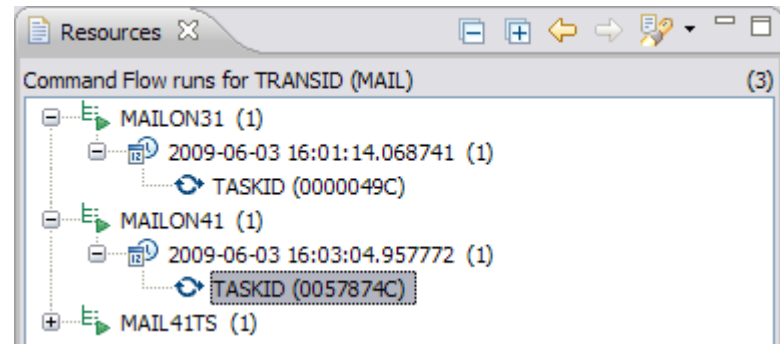 Resources
Command Flow runs for TRANSID (MAIL) (3)
MAILON31 (1)
2009-06-03 16:01:14.068741 (1)
TASKID (0000049C)
MAILON41 (1)
2009-06-03 16:03:04.957772 (1)
TASKID (0057874C)
MAIL41TS (1)